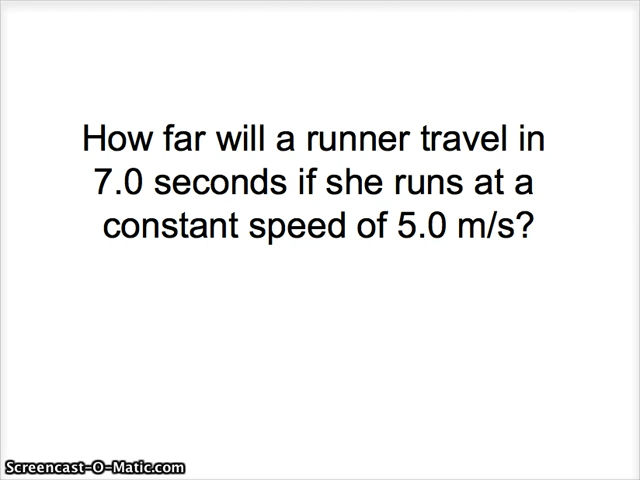 How far will a runner travel in
7.0 seconds if she runs at a
constant speed of 5.0 m/s?
Screencast-O-Matic.com